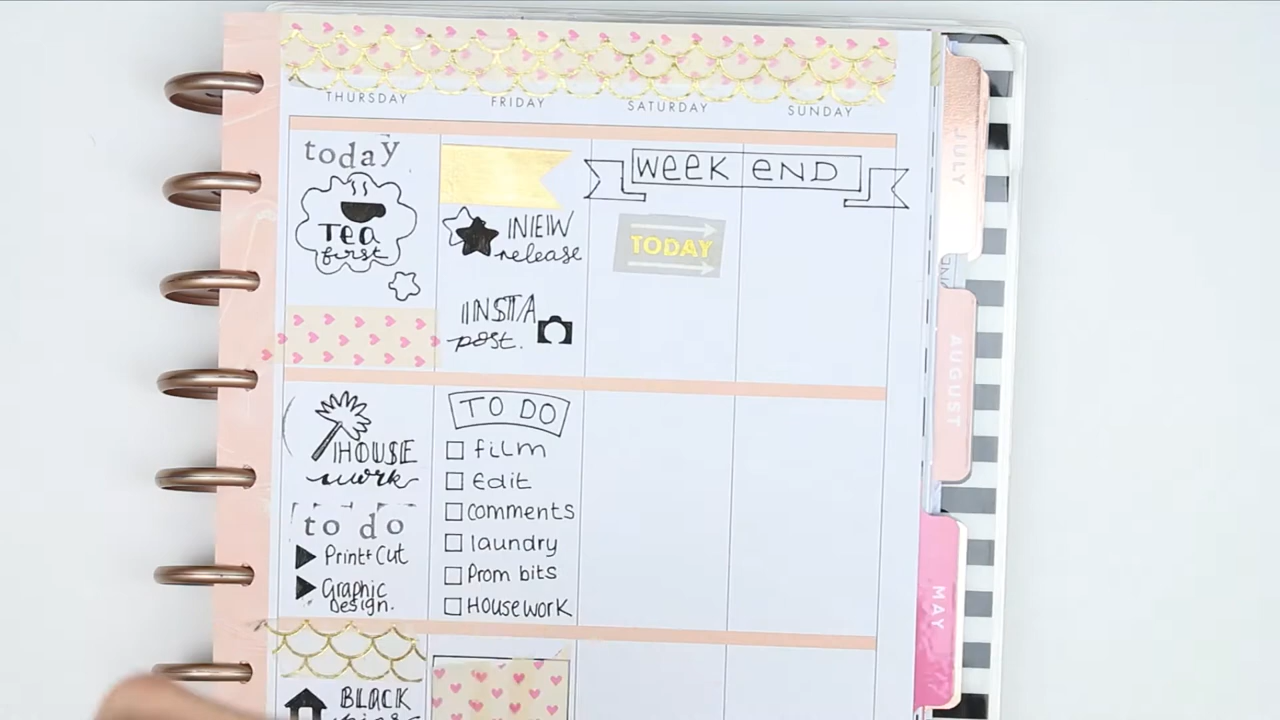 THURSDAY
FRIDAY
SATURDAY
SUNDAY
today
TEA
first
NEW
release
INSTA
post.
WEEK END
TODAY
HOUSE
work
to do
Print+Cut
Graphic
Design.
TO DO
film
Edit
comments
laundry
Prom bits
Housework
BLACK
JULY
AUGUST
MAY